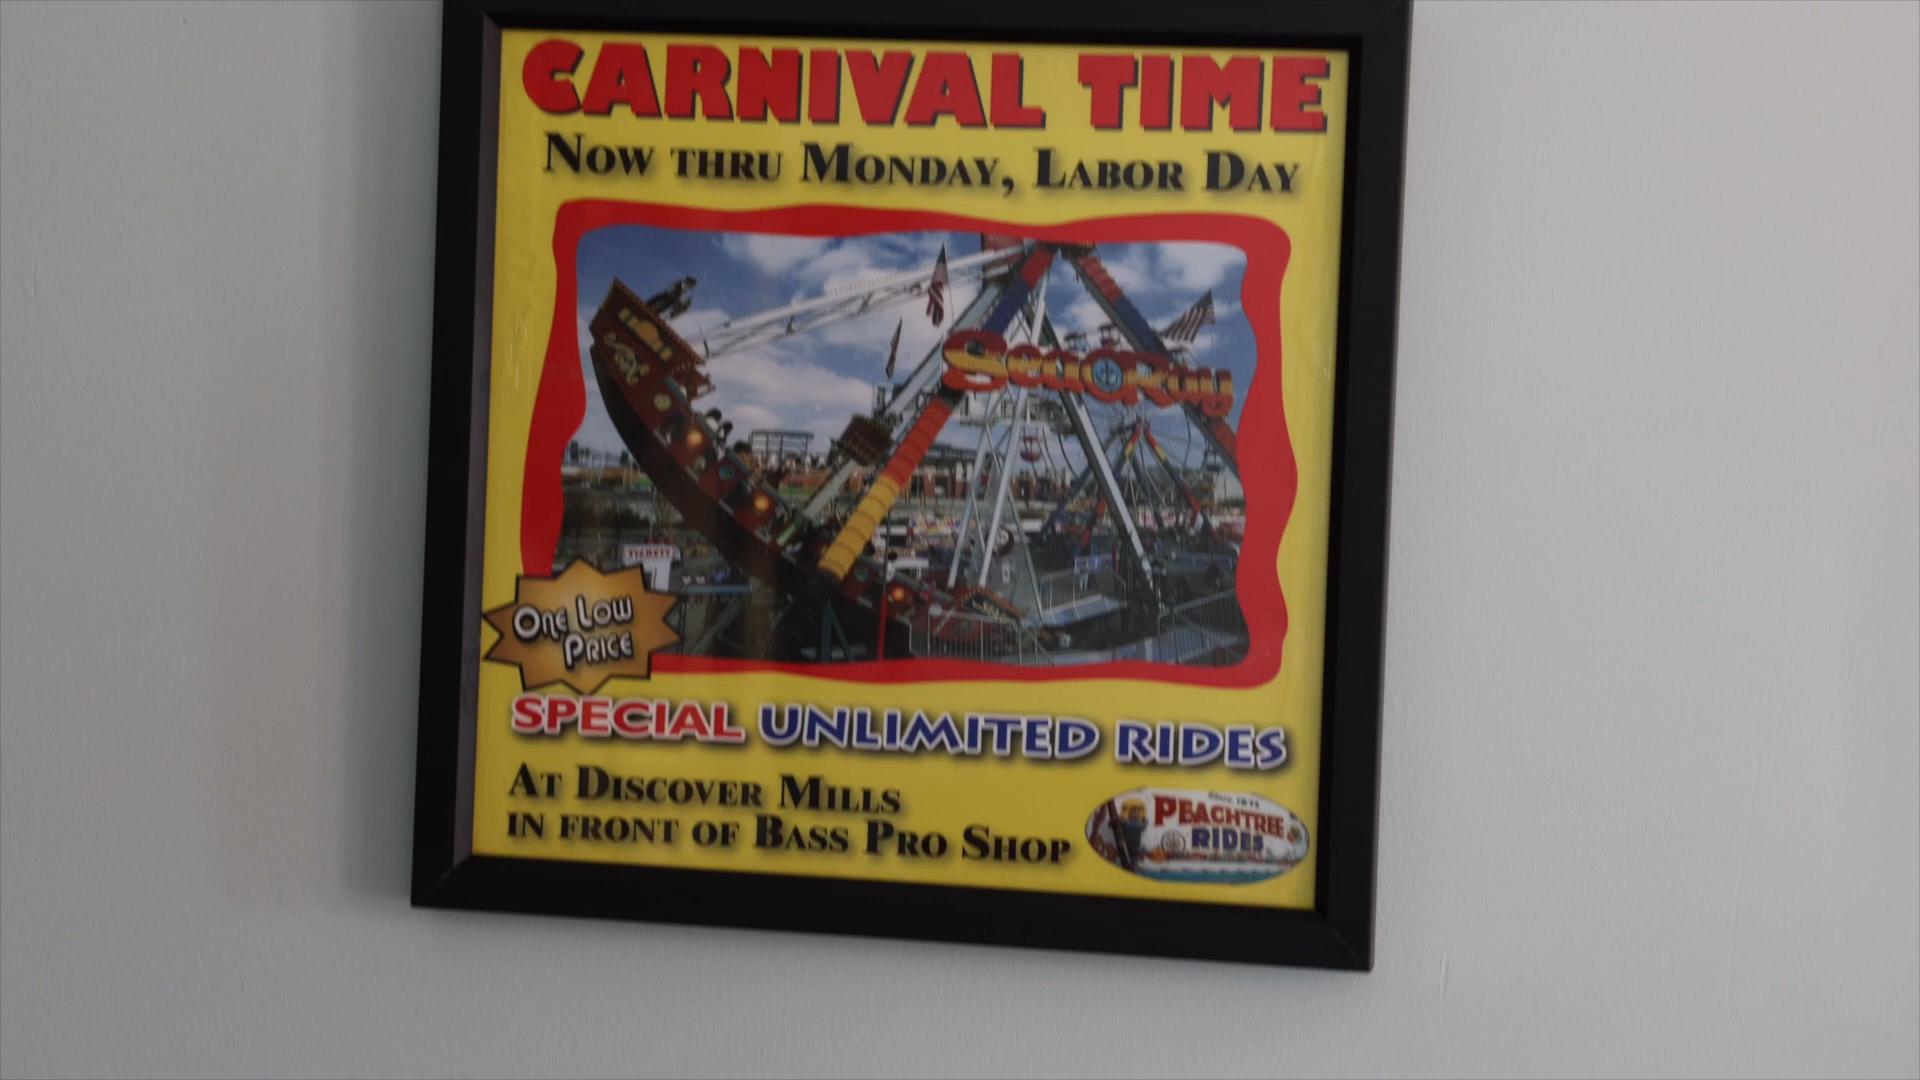 CARNIVAL TIME
NOW THRU MONDAY, LABOR DAY
Sea Ray
TICKETS
ONE LOW
PRICE
SPECIAL UNLIMITED RIDES
AT DISCOVER MILLS
IN FRONT OF BASS PRO SHOP
PEACHTREE
RIDES